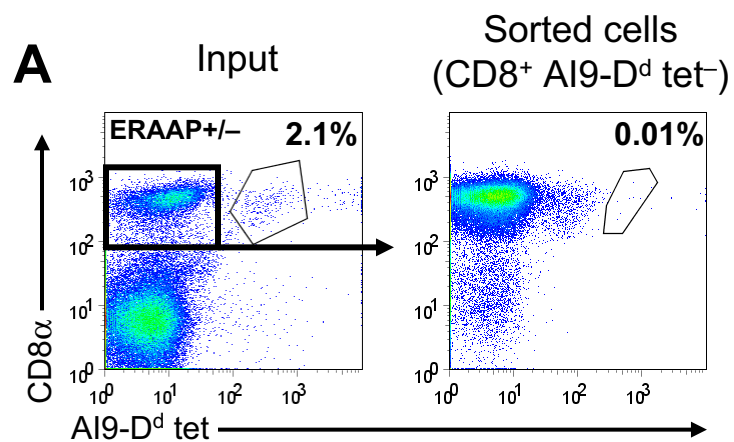 A
Input
Sorted cells
(CD8⁺ AI9-Dᵈ tet⁻)
ERAAP+/–
2.1%
0.01%
CD8α
10³
10²
10¹
10⁰
10⁰ 10¹ 10² 10³
10³
10²
10¹
10⁰
10⁰ 10¹ 10² 10³
AI9-Dᵈ tet